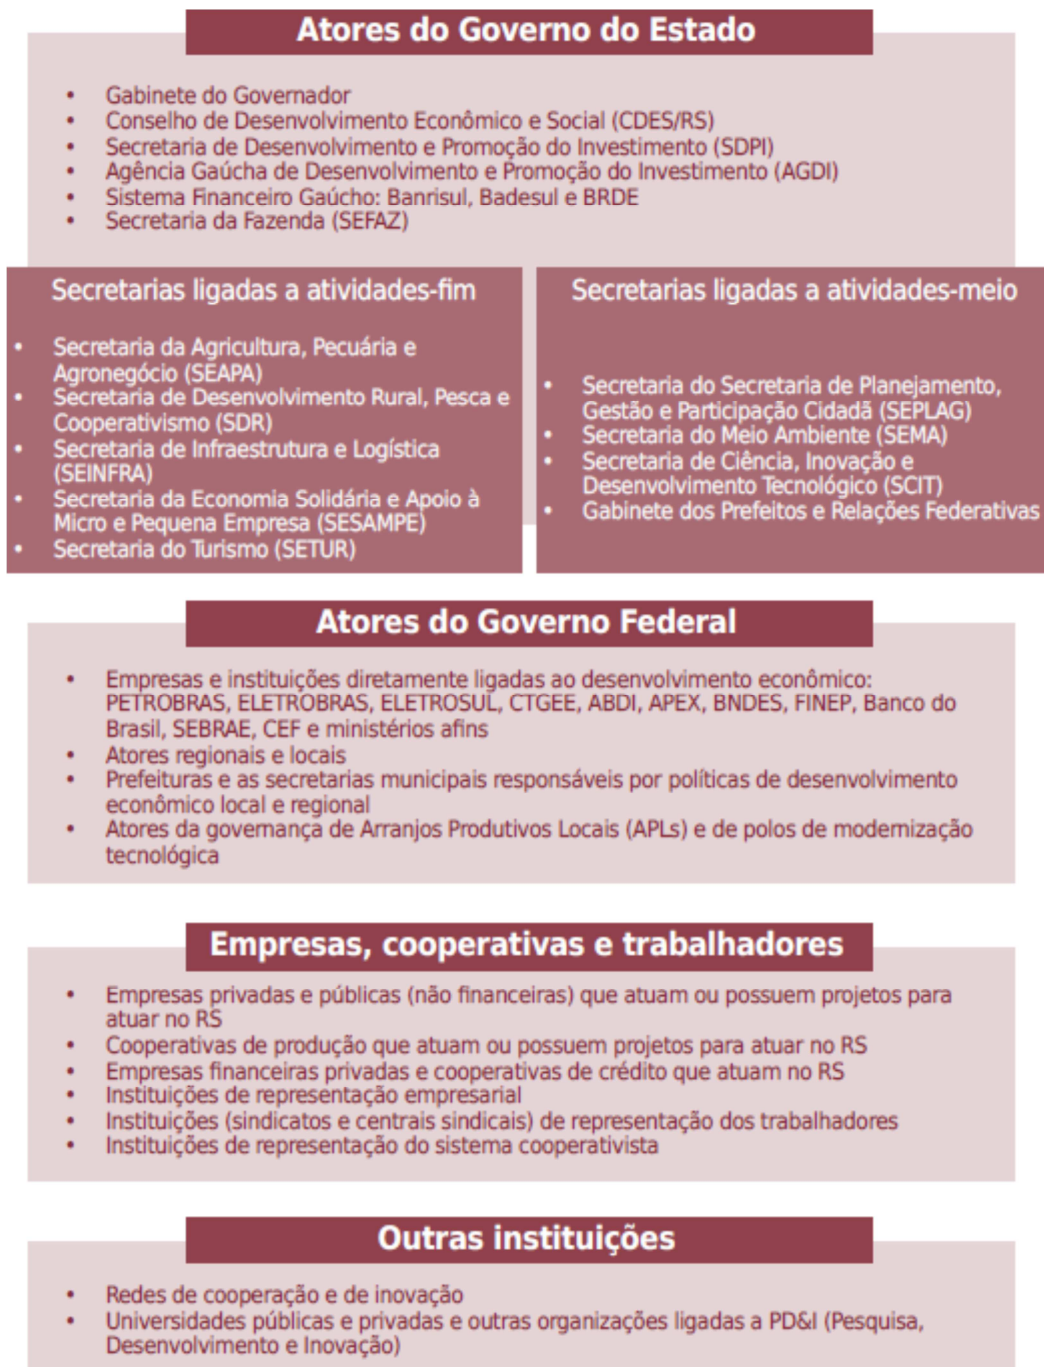 Atores do Governo do Estado
• Gabinete do Governador
• Conselho de Desenvolvimento Econômico e Social (CDES/RS)
• Secretaria de Desenvolvimento e Promoção do Investimento (SDPI)
• Agência Gaúcha de Desenvolvimento e Promoção do Investimento (AGDI)
• Sistema Financeiro Gaúcho: Banrisul, Badesul e BRDE
• Secretaria da Fazenda (SEFAZ)
Secretarias ligadas a atividades-fim
• Secretaria da Agricultura, Pecuária e
Agronegócio (SEAPA)
• Secretaria de Desenvolvimento Rural, Pesca e
Cooperativismo (SDR)
• Secretaria de Infraestrutura e Logística
(SEINFRA)
• Secretaria da Economia Solidária e Apoio à
Micro e Pequena Empresa (SESAMPE)
• Secretaria do Turismo (SETUR)
Secretarias ligadas a atividades-meio
• Secretaria do Secretaria de Planejamento,
Gestão e Participação Cidadã (SEPLAG)
• Secretaria do Meio Ambiente (SEMA)
• Secretaria de Ciência, Inovação e
Desenvolvimento Tecnológico (SCIT)
• Gabinete dos Prefeitos e Relações Federativas
Atores do Governo Federal
• Empresas e instituições diretamente ligadas ao desenvolvimento econômico:
PETROBRAS, ELETROBRAS, ELETROSUL, CTGEE, ABDI, APEX, BNDES, FINEP, Banco do
Brasil, SEBRAE, CEF e ministérios afins
• Atores regionais e locais
• Prefeituras e as secretarias municipais responsáveis por políticas de desenvolvimento
econômico local e regional
• Atores da governança de Arranjos Produtivos Locais (APLs) e de polos de modernização
tecnológica
Empresas, cooperativas e trabalhadores
• Empresas privadas e públicas (não financeiras) que atuam ou possuem projetos para
atuar no RS
• Cooperativas de produção que atuam ou possuem projetos para atuar no RS
• Empresas financeiras privadas e cooperativas de crédito que atuam no RS
• Instituições de representação empresarial
• Instituições (sindicatos e centrais sindicais) de representação dos trabalhadores
• Instituições de representação do sistema cooperativista
Outras instituições
• Redes de cooperação e de inovação
• Universidades públicas e privadas e outras organizações ligadas a PD&I (Pesquisa,
Desenvolvimento e Inovação)